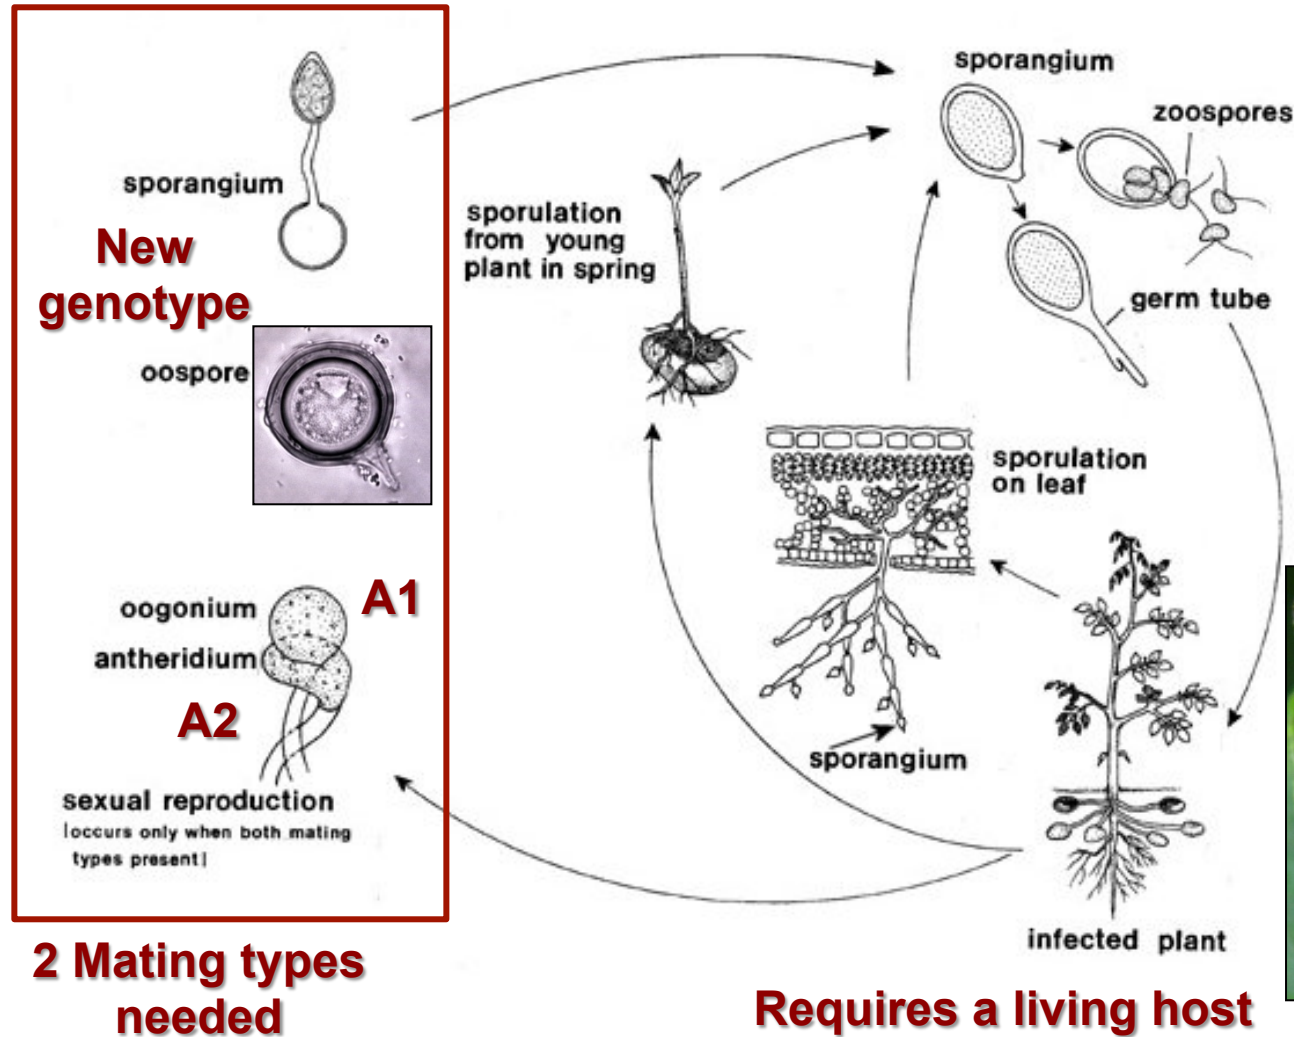 sporangium
New
genotype
oospore
oogonium
A1
antheridium
A2
sexual reproduction
|occurs only when both mating
types present|
2 Mating types
needed
sporulation
from young
plant in spring
sporangium
zoospores
germ tube
sporulation
on leaf
sporangium
infected plant
Requires a living host